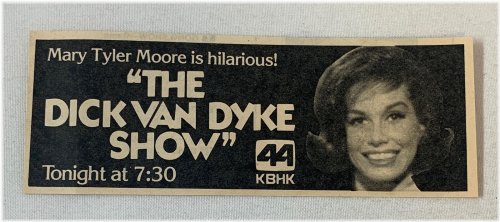 Mary Tyler Moore is hilarious!
"THE
DICK VAN DYKE
SHOW"
44
KBHK
Tonight at 7:30